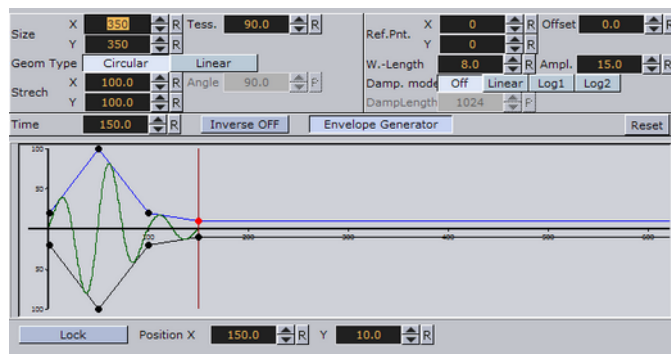 Size X 350 R Tess. 90.0 R Ref.Pnt. X 0 R Offset 0.0 R
Y 350 R Y 0 R
Geom Type Circular Linear W.-Length 8.0 R Ampl. 15.0 R
Strech X 100.0 R Angle 90.0 Damp. mode Off Linear Log1 Log2
Y 100.0 R DampLength 1024
Time 150.0 R Inverse OFF Envelope Generator Reset
100
50
100 200 300 400 500 600
50
100
Lock Position X 150.0 R Y 10.0 R